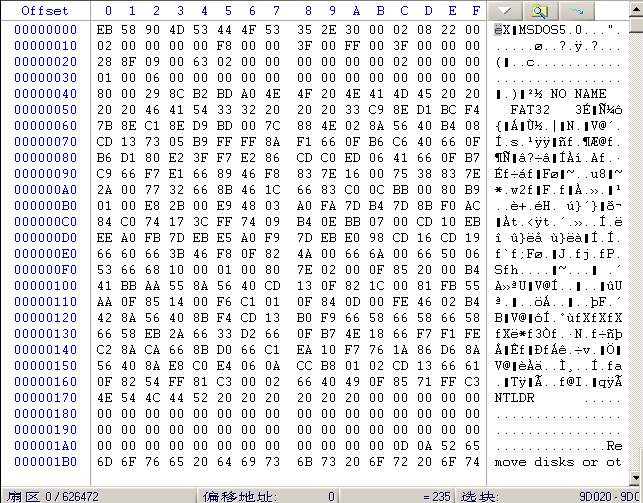 Offset 0 1 2 3 4 5 6 7 8 9 A B C D E F
00000000 EB 58 90 4D 53 44 4F 53 35 2E 30 00 02 08 22 00 ëX▮MSDOS5.0...".
00000010 02 00 00 00 00 F8 00 00 3F 00 FF 00 3F 00 00 00 .....ø..?.ÿ.?...
00000020 28 8F 09 00 63 02 00 00 00 00 00 00 02 00 00 00 (▮..c...........
00000030 01 00 06 00 00 00 00 00 00 00 00 00 00 00 00 00 ................
00000040 80 00 29 8C B2 BD A0 4E 4F 20 4E 41 4D 45 20 20 ▮.)▮²½ NO NAME
00000050 20 20 46 41 54 33 32 20 20 20 33 C9 8E D1 BC F4 FAT32 3É▮Ѽô
00000060 7B 8E C1 8E D9 BD 00 7C 88 4E 02 8A 56 40 B4 08 {▮Á▮Ù½.|▮N.▮V@´.
00000070 CD 13 73 05 B9 FF FF 8A F1 66 0F B6 C6 40 66 0F Í.s.¹ÿÿ▮ñf.¶Æ@f.
00000080 B6 D1 80 E2 3F F7 E2 86 CD C0 ED 06 41 66 0F B7 ¶Ñ▮â?÷â▮ÍÀí.Af.·
00000090 C9 66 F7 E1 66 89 46 F8 83 7E 16 00 75 38 83 7E Éf÷áf▮Fø▮~..u8▮~
000000A0 2A 00 77 32 66 8B 46 1C 66 83 C0 0C BB 00 80 B9 *.w2f▮F.f▮À.».▮¹
000000B0 01 00 E8 2B 00 E9 48 03 A0 FA 7D B4 7D 8B F0 AC ..è+.éH. ú}´}▮ð¬
000000C0 84 C0 74 17 3C FF 74 09 B4 0E BB 07 00 CD 10 EB ▮Àt.<ÿt.´.»..Í.ë
000000D0 EE A0 FB 7D EB E5 A0 F9 7D EB E0 98 CD 16 CD 19 î û}ëå ù}ëà▮Í.Í.
000000E0 66 60 66 3B 46 F8 0F 82 4A 00 66 6A 00 66 50 06 f`f;Fø.▮J.fj.fP.
000000F0 53 66 68 10 00 01 00 80 7E 02 00 0F 85 20 00 B4 Sfh....▮~...▮ .´
00000100 41 BB AA 55 8A 56 40 CD 13 0F 82 1C 00 81 FB 55 A»ªU▮V@Í..▮..▮ûU
00000110 AA 0F 85 14 00 F6 C1 01 0F 84 0D 00 FE 46 02 B4 ª.▮..öÁ..▮..þF.´
00000120 42 8A 56 40 8B F4 CD 13 B0 F9 66 58 66 58 66 58 B▮V@▮ôÍ.°ùfXfXfX
00000130 66 58 EB 2A 66 33 D2 66 0F B7 4E 18 66 F7 F1 FE fXë*f3Òf.·N.f÷ñþ
00000140 C2 8A CA 66 8B D0 66 C1 EA 10 F7 76 1A 86 D6 8A Â▮Êf▮ÐfÁê.÷v.▮Ö▮
00000150 56 40 8A E8 C0 E4 06 0A CC B8 01 02 CD 13 66 61 V@▮èÀä..̸..Í.fa
00000160 0F 82 54 FF 81 C3 00 02 66 40 49 0F 85 71 FF C3 .▮Tÿ▮Ã..f@I.▮qÿÃ
00000170 4E 54 4C 44 52 20 20 20 20 20 20 00 00 00 00 00 NTLDR .....
00000180 00 00 00 00 00 00 00 00 00 00 00 00 00 00 00 00 ................
00000190 00 00 00 00 00 00 00 00 00 00 00 00 00 00 00 00 ................
000001A0 00 00 00 00 00 00 00 00 00 00 00 00 0D 0A 52 65 ..............Re
000001B0 6D 6F 76 65 20 64 69 73 6B 73 20 6F 72 20 6F 74 move disks or ot
扇区 0 / 626472 偏移地址: 0 = 235 选块: 9D020 - 9D0